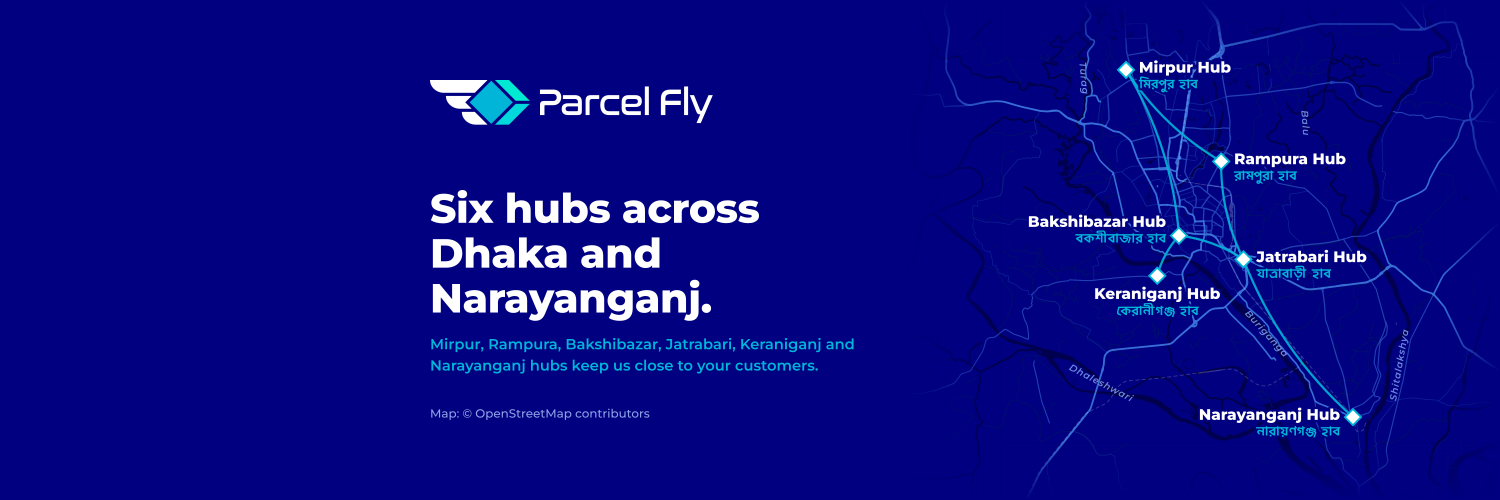 Parcel Fly
Six hubs across
Dhaka and
Narayanganj.
Mirpur, Rampura, Bakshibazar, Jatrabari, Keraniganj and
Narayanganj hubs keep us close to your customers.
Map: © OpenStreetMap contributors
Turag
Mirpur Hub
মিরপুর হাব
Balu
Rampura Hub
রামপুরা হাব
Bakshibazar Hub
বকশীবাজার হাব
Jatrabari Hub
যাত্রাবাড়ী হাব
Keraniganj Hub
কেরানীগঞ্জ হাব
Buriganga
Dhaleshwari
Shitalakshya
Narayanganj Hub
নারায়ণগঞ্জ হাব